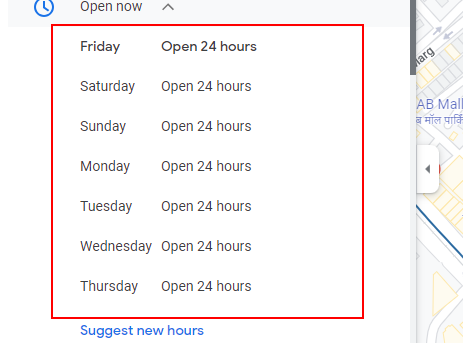 Open now
Friday Open 24 hours
Saturday Open 24 hours
Sunday Open 24 hours
Monday Open 24 hours
Tuesday Open 24 hours
Wednesday Open 24 hours
Thursday Open 24 hours
Suggest new hours
arg
AB Mall
ब मॉल पार्कि